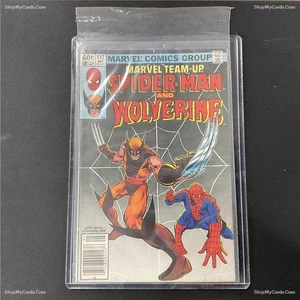 ShopMyCards.Com
ShopMyCards.Com
MARVEL COMICS GROUP
60¢
117
MARVEL TEAM-UP
SPIDER-MAN
AND
WOLVERINE
ShopMyCards.Com
ShopMyCards.Com